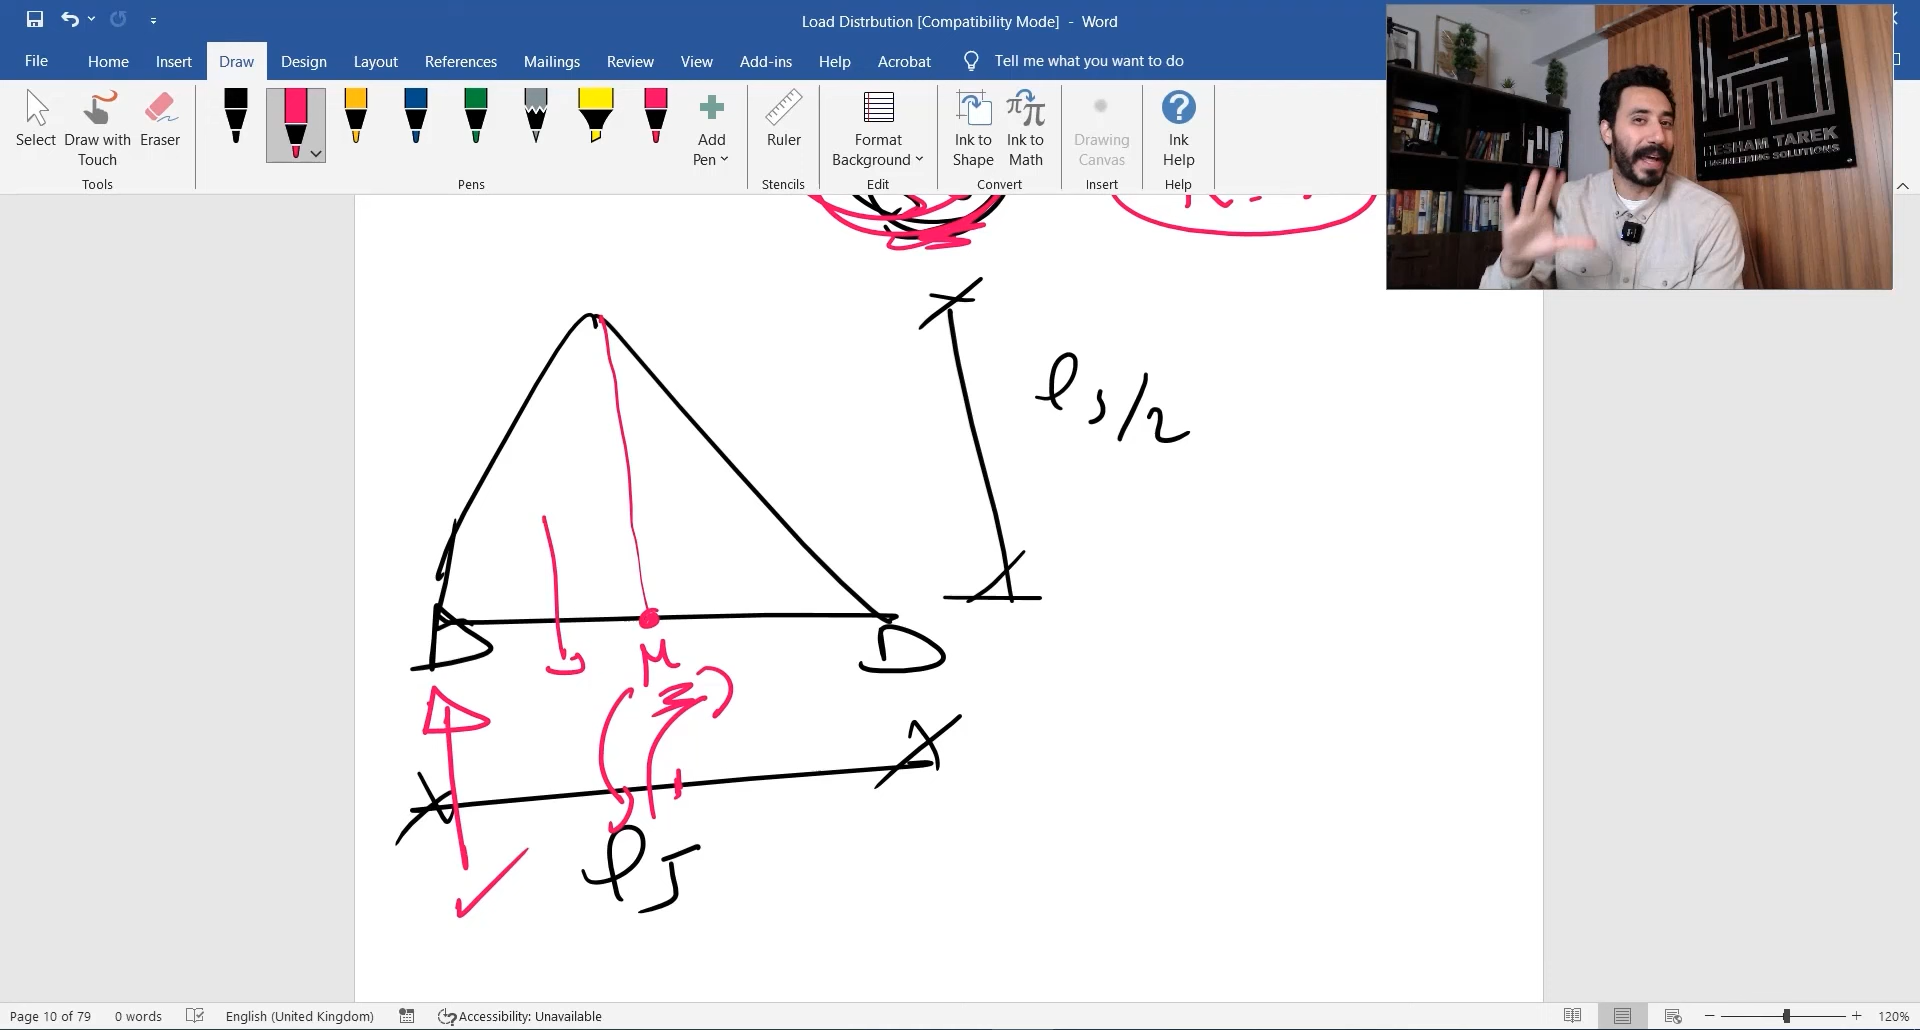 Load Distrbution [Compatibility Mode] - Word
File Home Insert Draw Design Layout References Mailings Review View Add-ins Help Acrobat Tell me what you want to do
Select
Draw with Touch
Eraser
Add Pen
Ruler
Format Background
Ink to Shape
Ink to Math
Drawing Canvas
Ink Help
Tools Pens Stencils Edit Convert Insert Help
HESHAM TAREK
ENGINEERING SOLUTIONS
ls/2
M
ls
Page 10 of 79 0 words English (United Kingdom) Accessibility: Unavailable 120%